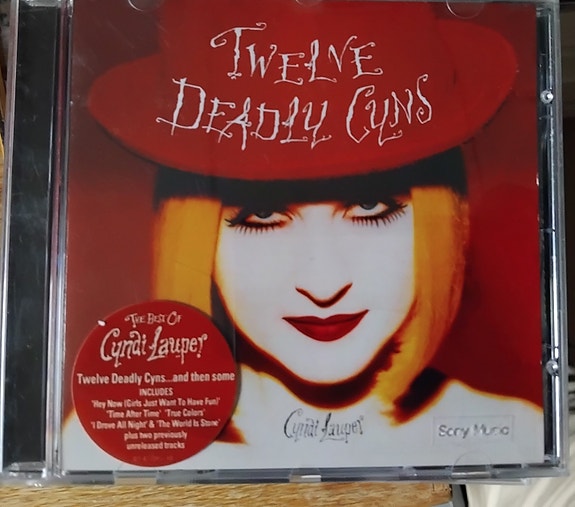 TWELVE
DEADLY CYNS
THE BEST OF
Cyndi Lauper
Twelve Deadly Cyns...and then some
INCLUDES
'Hey Now (Girls Just Want To Have Fun)'
'Time After Time' 'True Colors'
'I Drove All Night' & 'The World Is Stone'
plus two previously
unreleased tracks
Cyndi Lauper
Sony Music